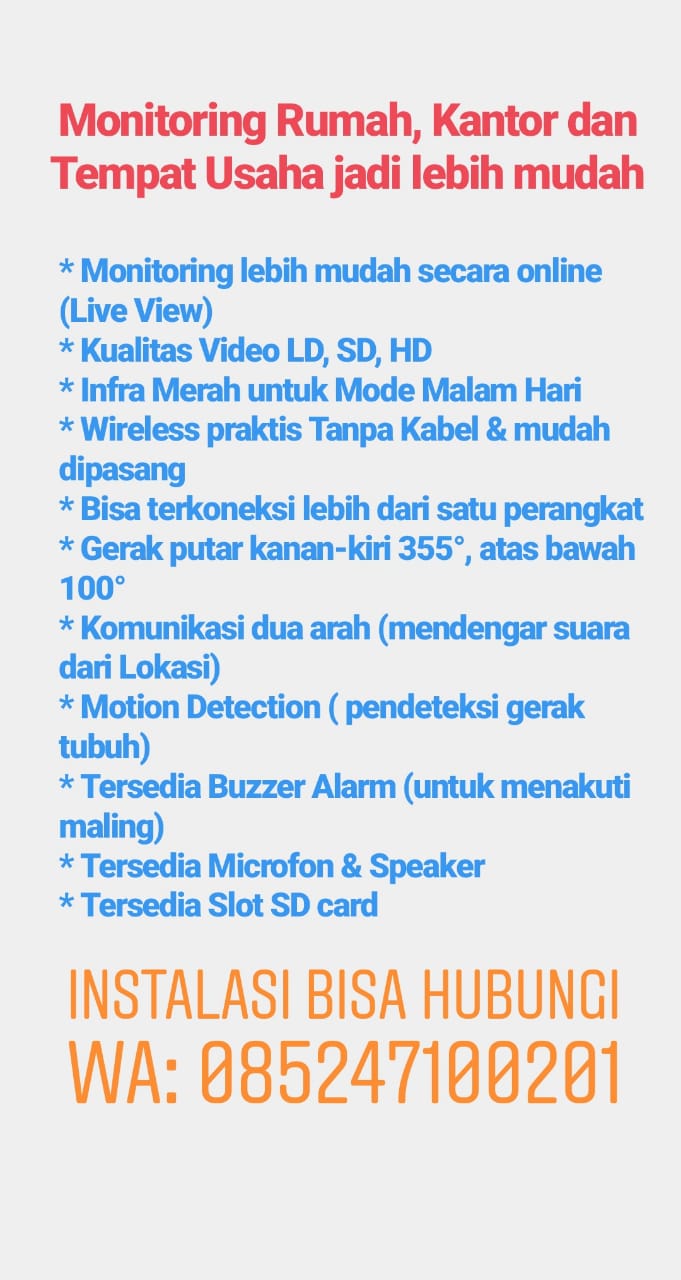 Monitoring Rumah, Kantor dan
Tempat Usaha jadi lebih mudah
* Monitoring lebih mudah secara online
(Live View)
* Kualitas Video LD, SD, HD
* Infra Merah untuk Mode Malam Hari
* Wireless praktis Tanpa Kabel & mudah
dipasang
* Bisa terkoneksi lebih dari satu perangkat
* Gerak putar kanan-kiri 355°, atas bawah
100°
* Komunikasi dua arah (mendengar suara
dari Lokasi)
* Motion Detection ( pendeteksi gerak
tubuh)
* Tersedia Buzzer Alarm (untuk menakuti
maling)
* Tersedia Microfon & Speaker
* Tersedia Slot SD card
INSTALASI BISA HUBUNGI
WA: 085247100201